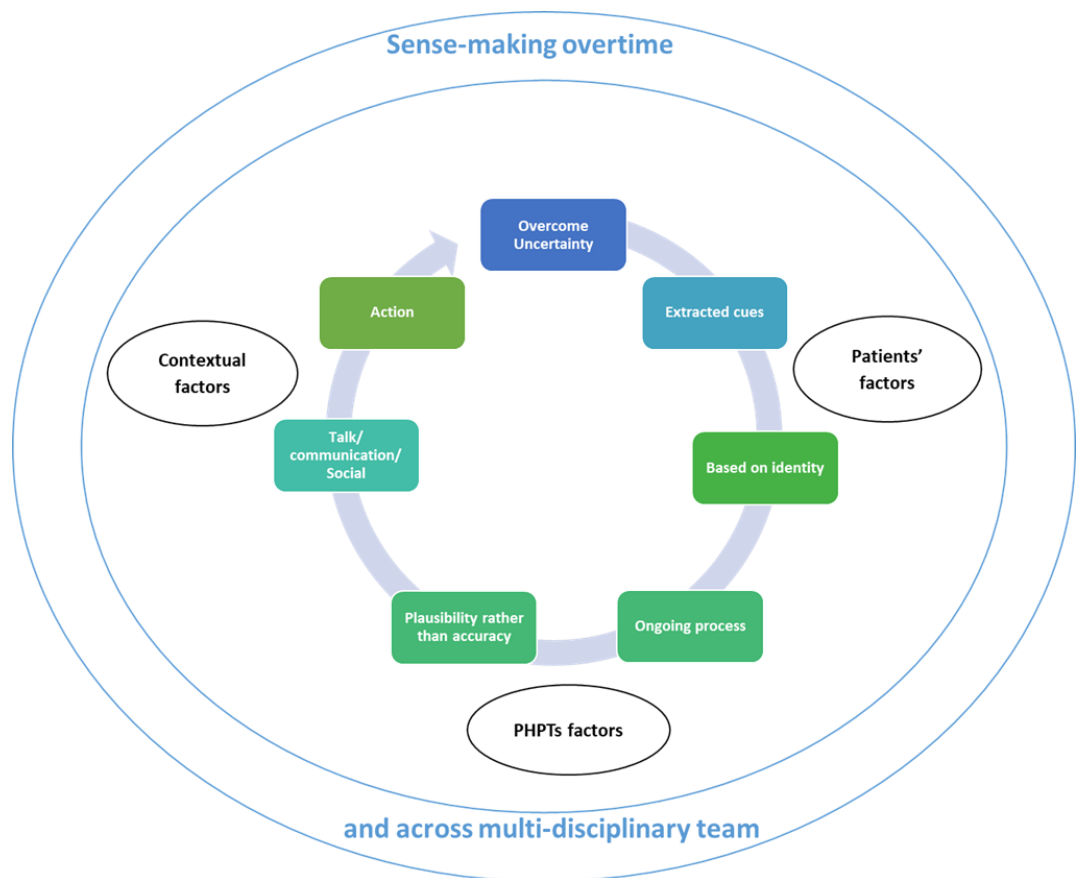 Sense-making overtime
Overcome
Uncertainty
Extracted cues
Action
Contextual
factors
Patients'
factors
Talk/
communication/
Social
Based on identity
Plausibility rather
than accuracy
Ongoing process
PHPTs factors
and across multi-disciplinary team